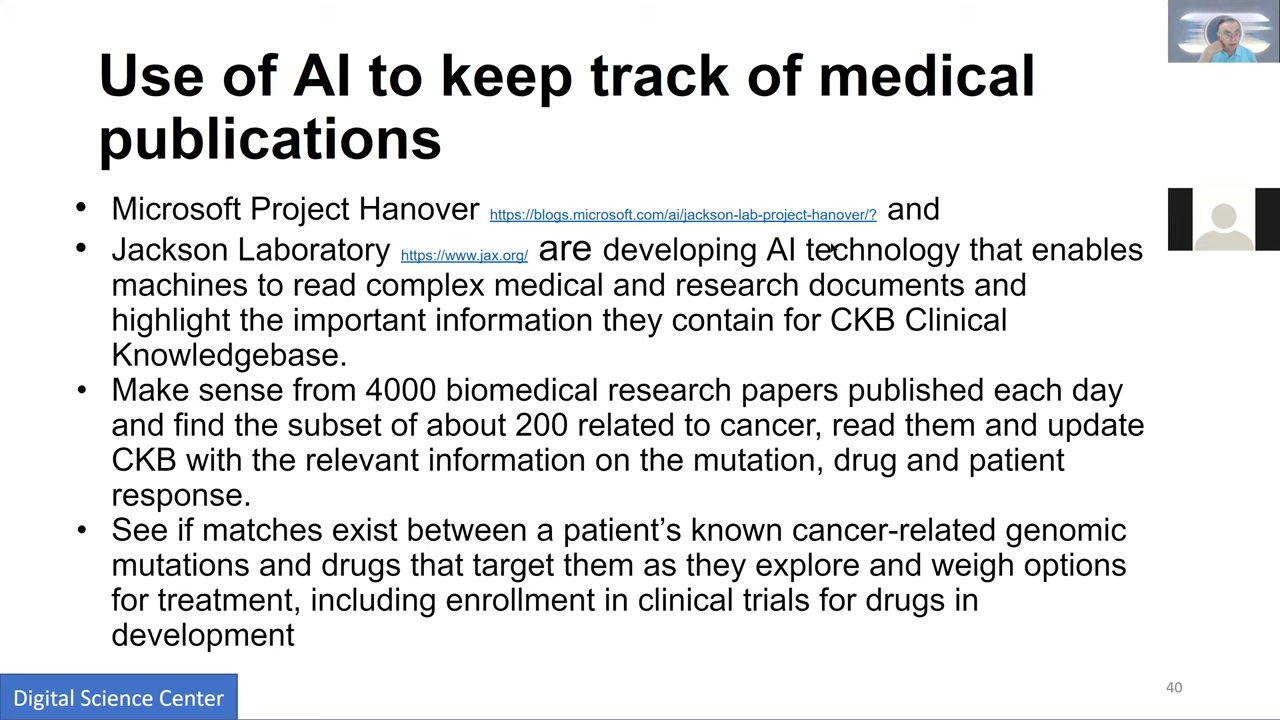 Use of AI to keep track of medical
publications
• Microsoft Project Hanover https://blogs.microsoft.com/ai/jackson-lab-project-hanover/? and
• Jackson Laboratory https://www.jax.org/ are developing AI technology that enables
machines to read complex medical and research documents and
highlight the important information they contain for CKB Clinical
Knowledgebase.
• Make sense from 4000 biomedical research papers published each day
and find the subset of about 200 related to cancer, read them and update
CKB with the relevant information on the mutation, drug and patient
response.
• See if matches exist between a patient’s known cancer-related genomic
mutations and drugs that target them as they explore and weigh options
for treatment, including enrollment in clinical trials for drugs in
development
Digital Science Center
40